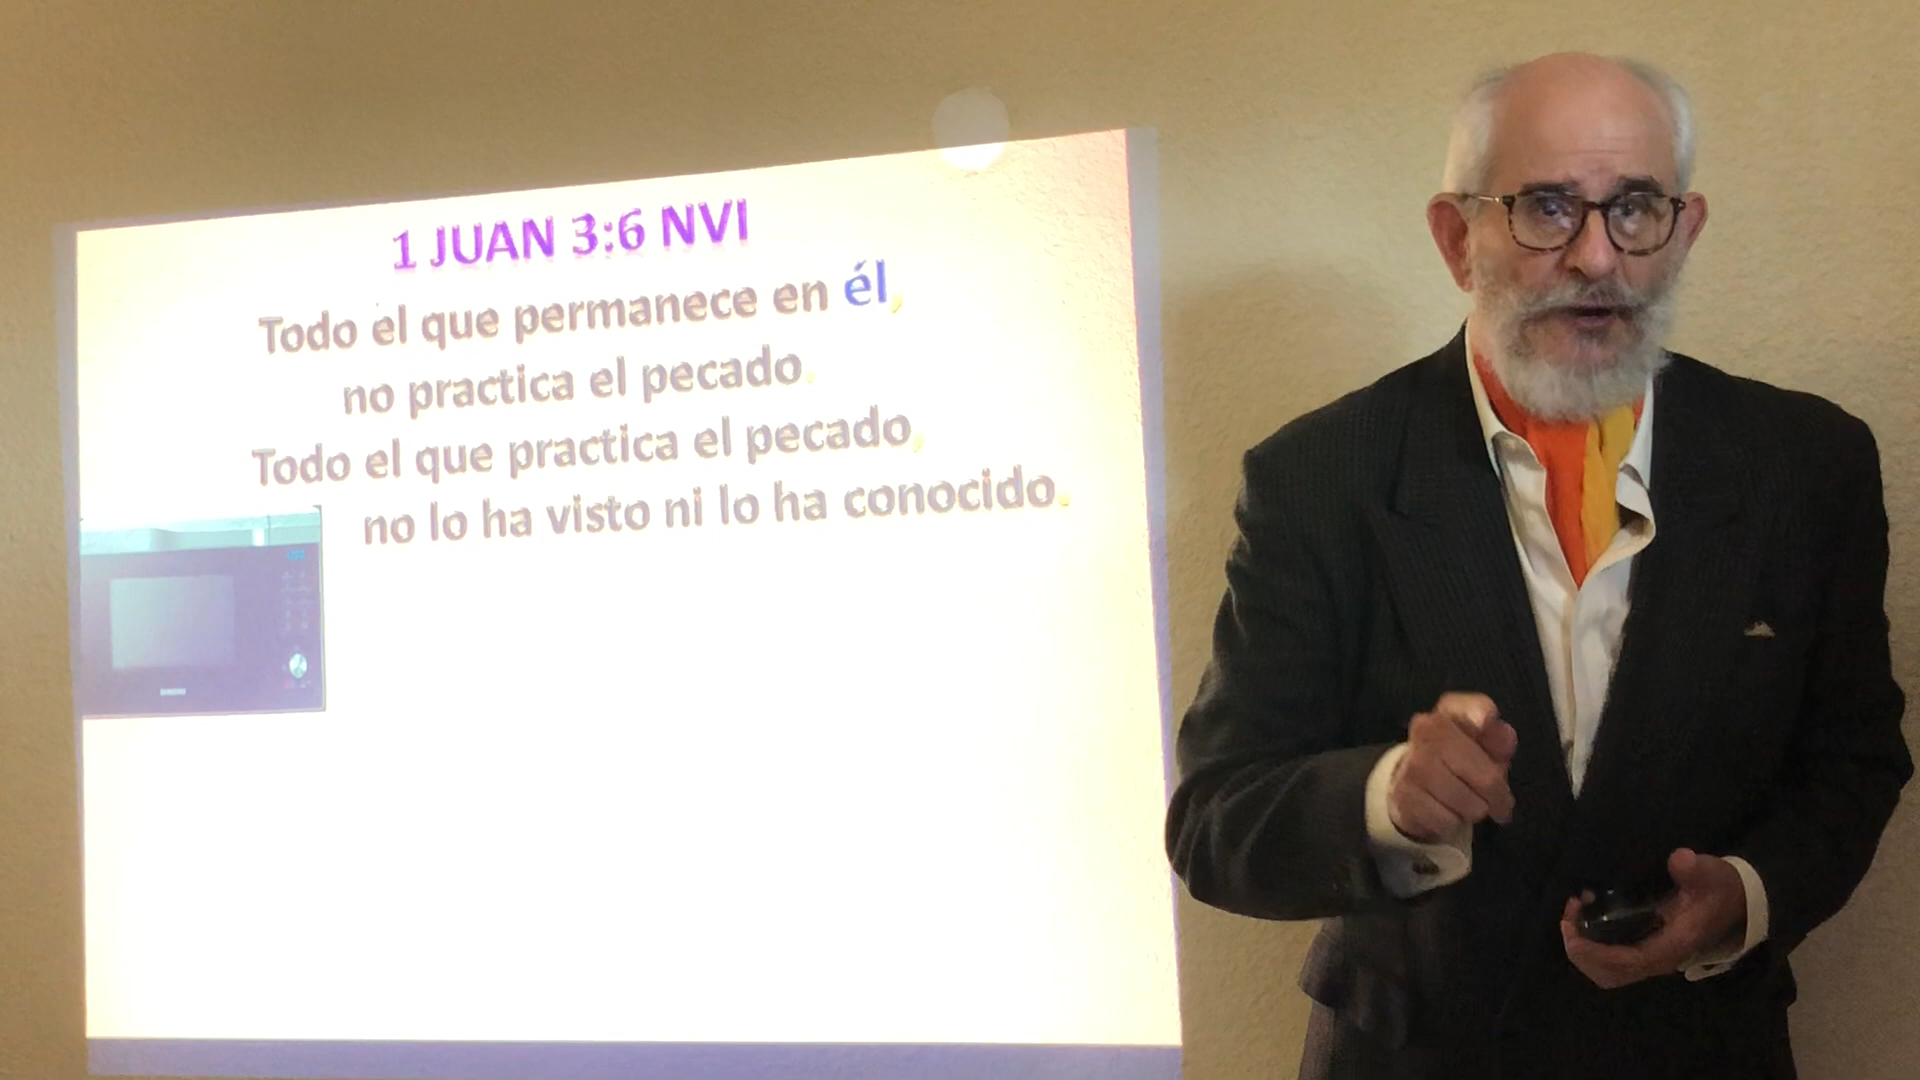 1 JUAN 3:6 NVI
Todo el que permanece en él,
no practica el pecado.
Todo el que practica el pecado,
no lo ha visto ni lo ha conocido.